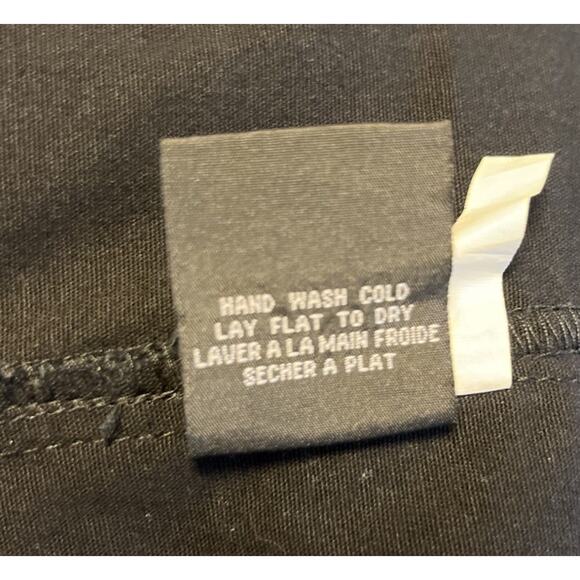 HAND WASH COLD
LAY FLAT TO DRY
LAVER A LA MAIN FROIDE
SECHER A PLAT